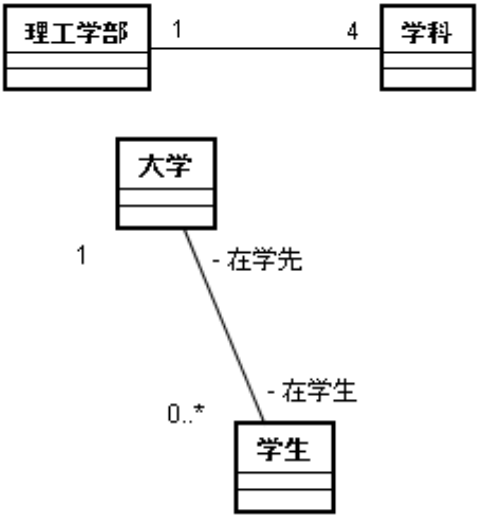 理工学部 1 4 学科
大学
1 - 在学先
- 在学生
0..*
学生